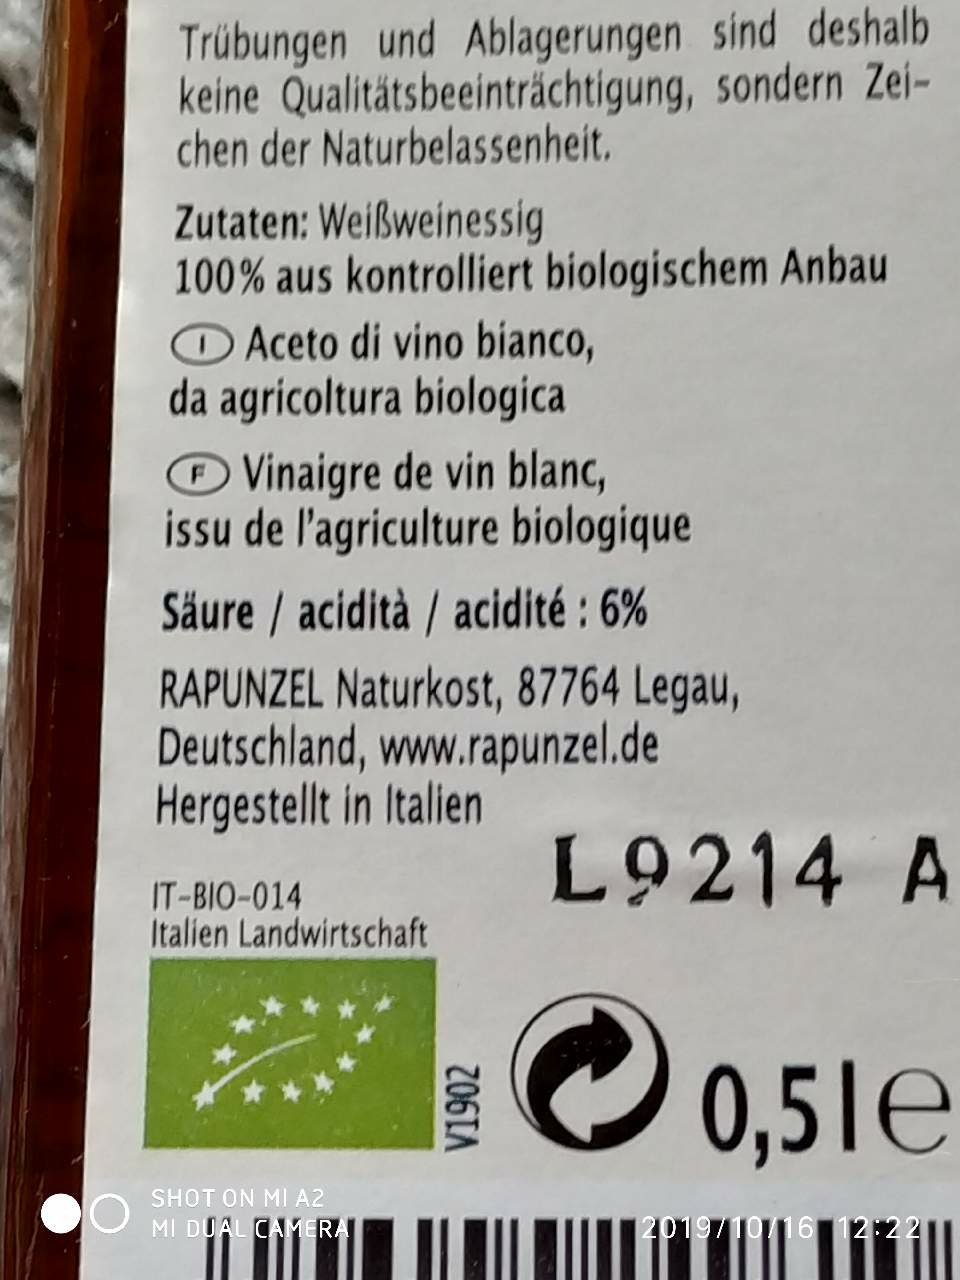 Trübungen und Ablagerungen sind deshalb
keine Qualitätsbeeinträchtigung, sondern Zei-
chen der Naturbelassenheit.
Zutaten: Weißweinessig
100% aus kontrolliert biologischem Anbau
I Aceto di vino bianco,
da agricoltura biologica
F Vinaigre de vin blanc,
issu de l'agriculture biologique
Säure / acidità / acidité : 6%
RAPUNZEL Naturkost, 87764 Legau,
Deutschland, www.rapunzel.de
Hergestellt in Italien
L9214 A
IT-BIO-014
Italien Landwirtschaft
V1902
0,5l e
SHOT ON MI A2
MI DUAL CAMERA
2019/10/16 12:22